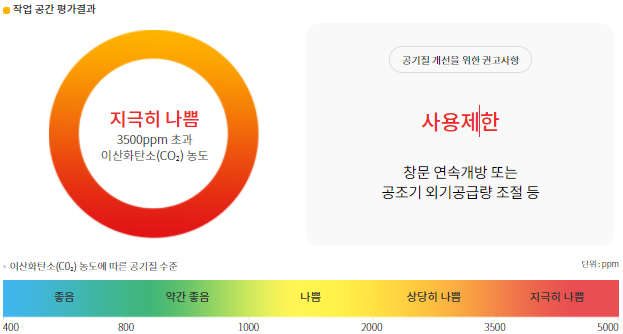 작업 공간 평가결과
지극히 나쁨
3500ppm 초과
이산화탄소(CO₂) 농도
공기질 개선을 위한 권고사항
사용제한
창문 연속개방 또는
공조기 외기공급량 조절 등
이산화탄소(CO₂) 농도에 따른 공기질 수준
단위 : ppm
좋음 약간 좋음 나쁨 상당히 나쁨 지극히 나쁨
400 800 1000 2000 3500 5000